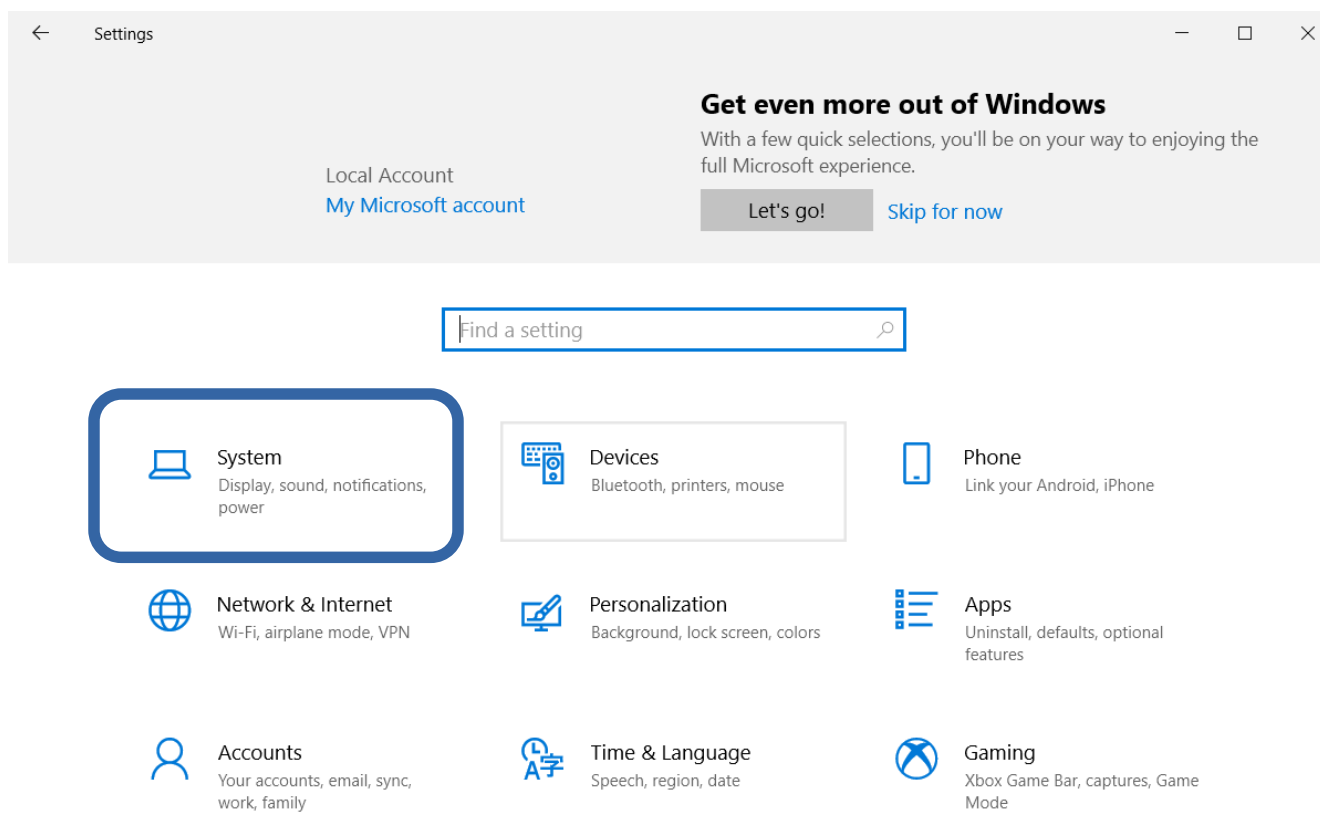 Settings
Get even more out of Windows
With a few quick selections, you'll be on your way to enjoying the
full Microsoft experience.
Local Account
My Microsoft account
Let's go!
Skip for now
Find a setting
System
Display, sound, notifications,
power
Devices
Bluetooth, printers, mouse
Phone
Link your Android, iPhone
Network & Internet
Wi-Fi, airplane mode, VPN
Personalization
Background, lock screen, colors
Apps
Uninstall, defaults, optional
features
Accounts
Your accounts, email, sync,
work, family
Time & Language
Speech, region, date
Gaming
Xbox Game Bar, captures, Game
Mode